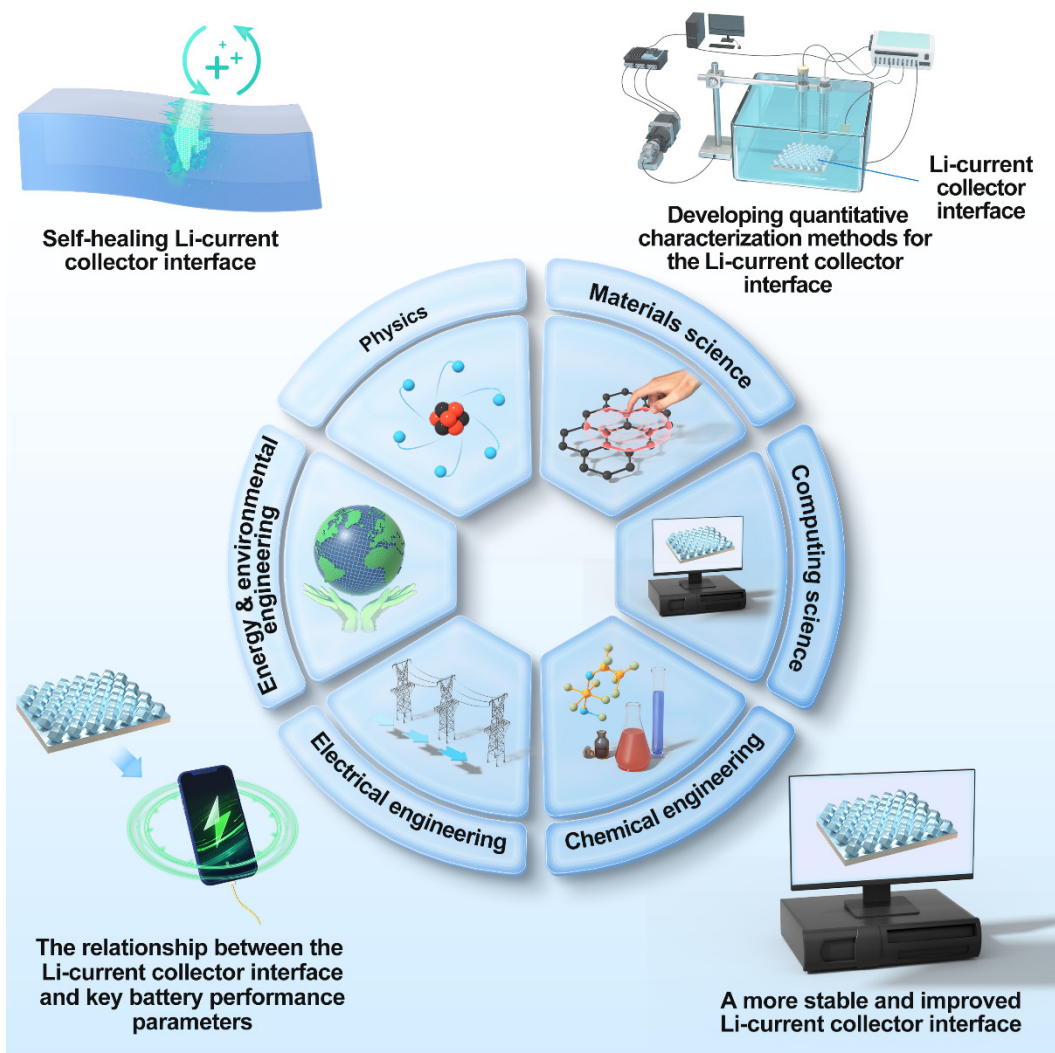 Self-healing Li-current
collector interface
Li-current
collector
interface
Developing quantitative
characterization methods for
the Li-current collector
interface
Physics
Materials science
Energy & environmental
engineering
Computing science
Electrical engineering
Chemical engineering
The relationship between the
Li-current collector interface
and key battery performance
parameters
A more stable and improved
Li-current collector interface